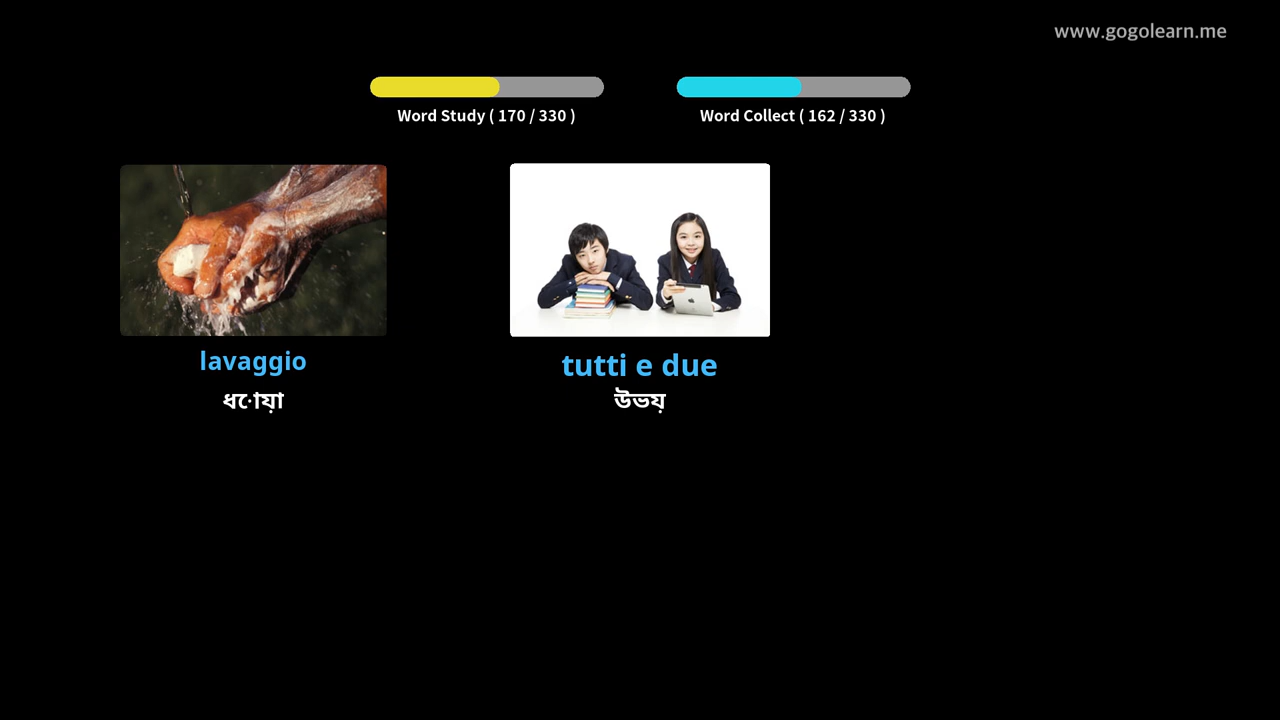 www.gogolearn.me
Word Study ( 170 / 330 )
Word Collect ( 162 / 330 )
lavaggio
ধোয়া
tutti e due
উভয়